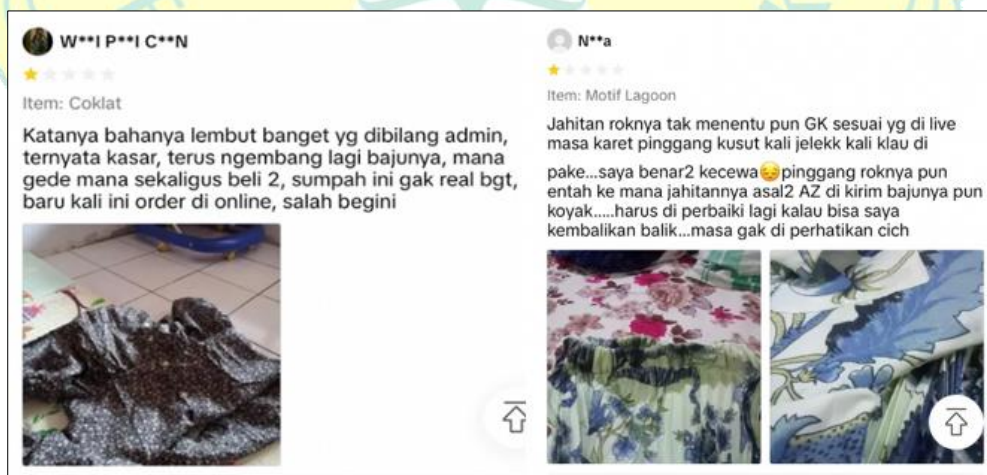 W**I P**I C**N
Item: Coklat
Katanya bahanya lembut banget yg dibilang admin,
ternyata kasar, terus ngembang lagi bajunya, mana
gede mana sekaligus beli 2, sumpah ini gak real bgt,
baru kali ini order di online, salah begini
N**a
Item: Motif Lagoon
Jahitan roknya tak menentu pun GK sesuai yg di live
masa karet pinggang kusut kali jelekk kali klau di
pake...saya benar2 kecewa😔pinggang roknya pun
entah ke mana jahitannya asal2 AZ di kirim bajunya pun
koyak.....harus di perbaiki lagi kalau bisa saya
kembalikan balik...masa gak di perhatikan cich